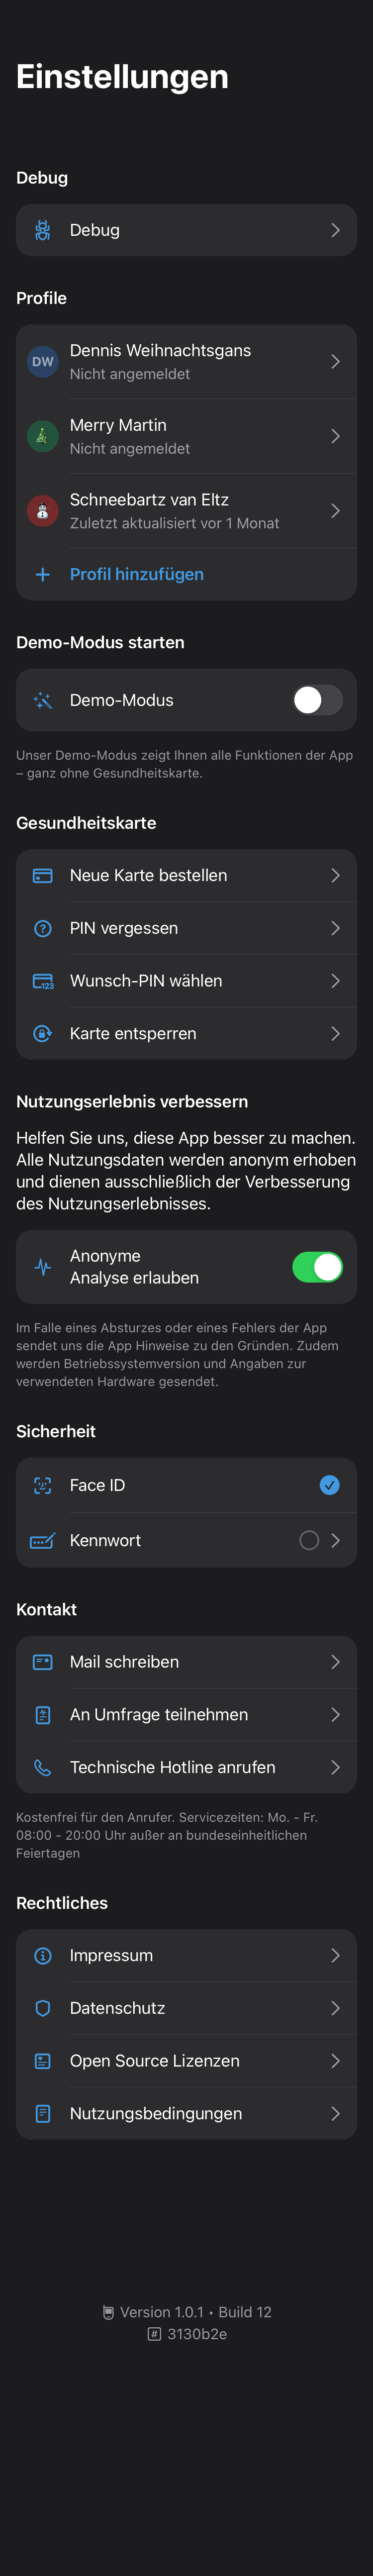 Einstellungen
Debug
Debug
Profile
DW
Dennis Weihnachtsgans
Nicht angemeldet
Merry Martin
Nicht angemeldet
Schneebartz van Eltz
Zuletzt aktualisiert vor 1 Monat
Profil hinzufügen
Demo-Modus starten
Demo-Modus
Unser Demo-Modus zeigt Ihnen alle Funktionen der App
– ganz ohne Gesundheitskarte.
Gesundheitskarte
Neue Karte bestellen
PIN vergessen
123
Wunsch-PIN wählen
Karte entsperren
Nutzungserlebnis verbessern
Helfen Sie uns, diese App besser zu machen.
Alle Nutzungsdaten werden anonym erhoben
und dienen ausschließlich der Verbesserung
des Nutzungserlebnisses.
Anonyme
Analyse erlauben
Im Falle eines Absturzes oder eines Fehlers der App
sendet uns die App Hinweise zu den Gründen. Zudem
werden Betriebssystemversion und Angaben zur
verwendeten Hardware gesendet.
Sicherheit
Face ID
Kennwort
Kontakt
Mail schreiben
An Umfrage teilnehmen
Technische Hotline anrufen
Kostenfrei für den Anrufer. Servicezeiten: Mo. - Fr.
08:00 - 20:00 Uhr außer an bundeseinheitlichen
Feiertagen
Rechtliches
Impressum
Datenschutz
Open Source Lizenzen
Nutzungsbedingungen
Version 1.0.1 • Build 12
# 3130b2e